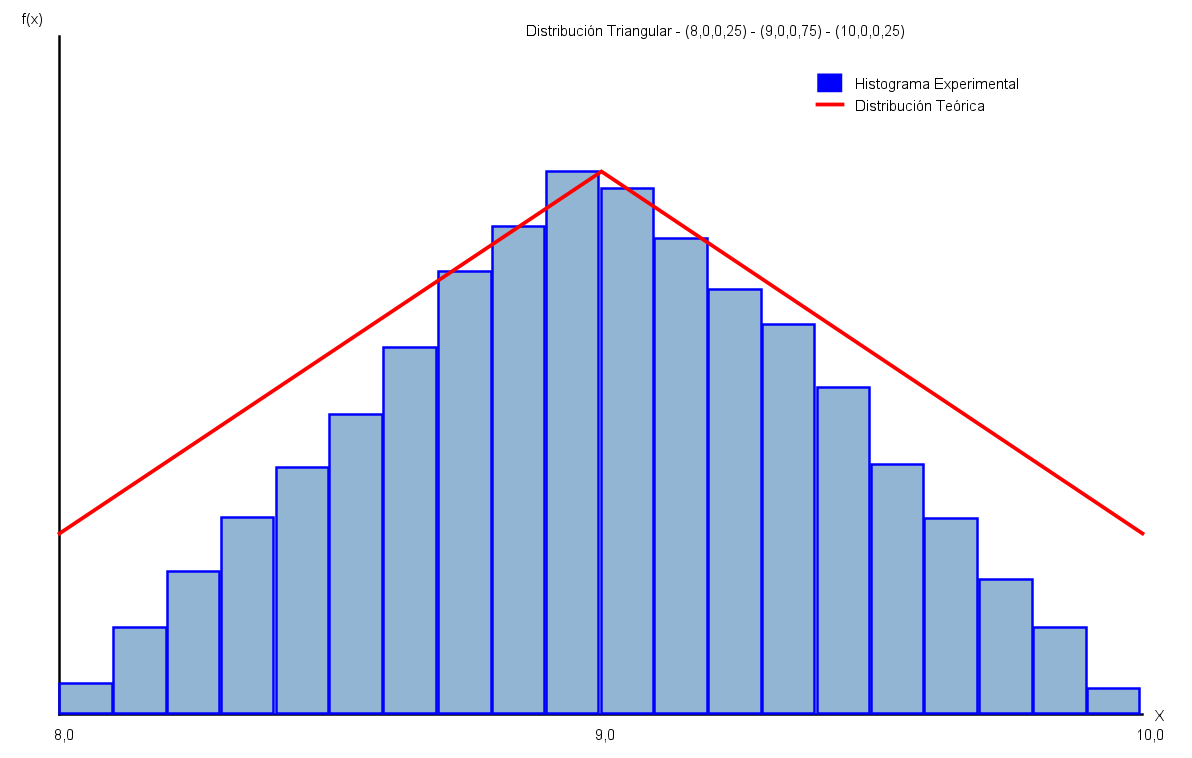 f(x)
Distribución Triangular - (8,0,0,25) - (9,0,0,75) - (10,0,0,25)
Histograma Experimental
Distribución Teórica
X
8,0
9,0
10,0